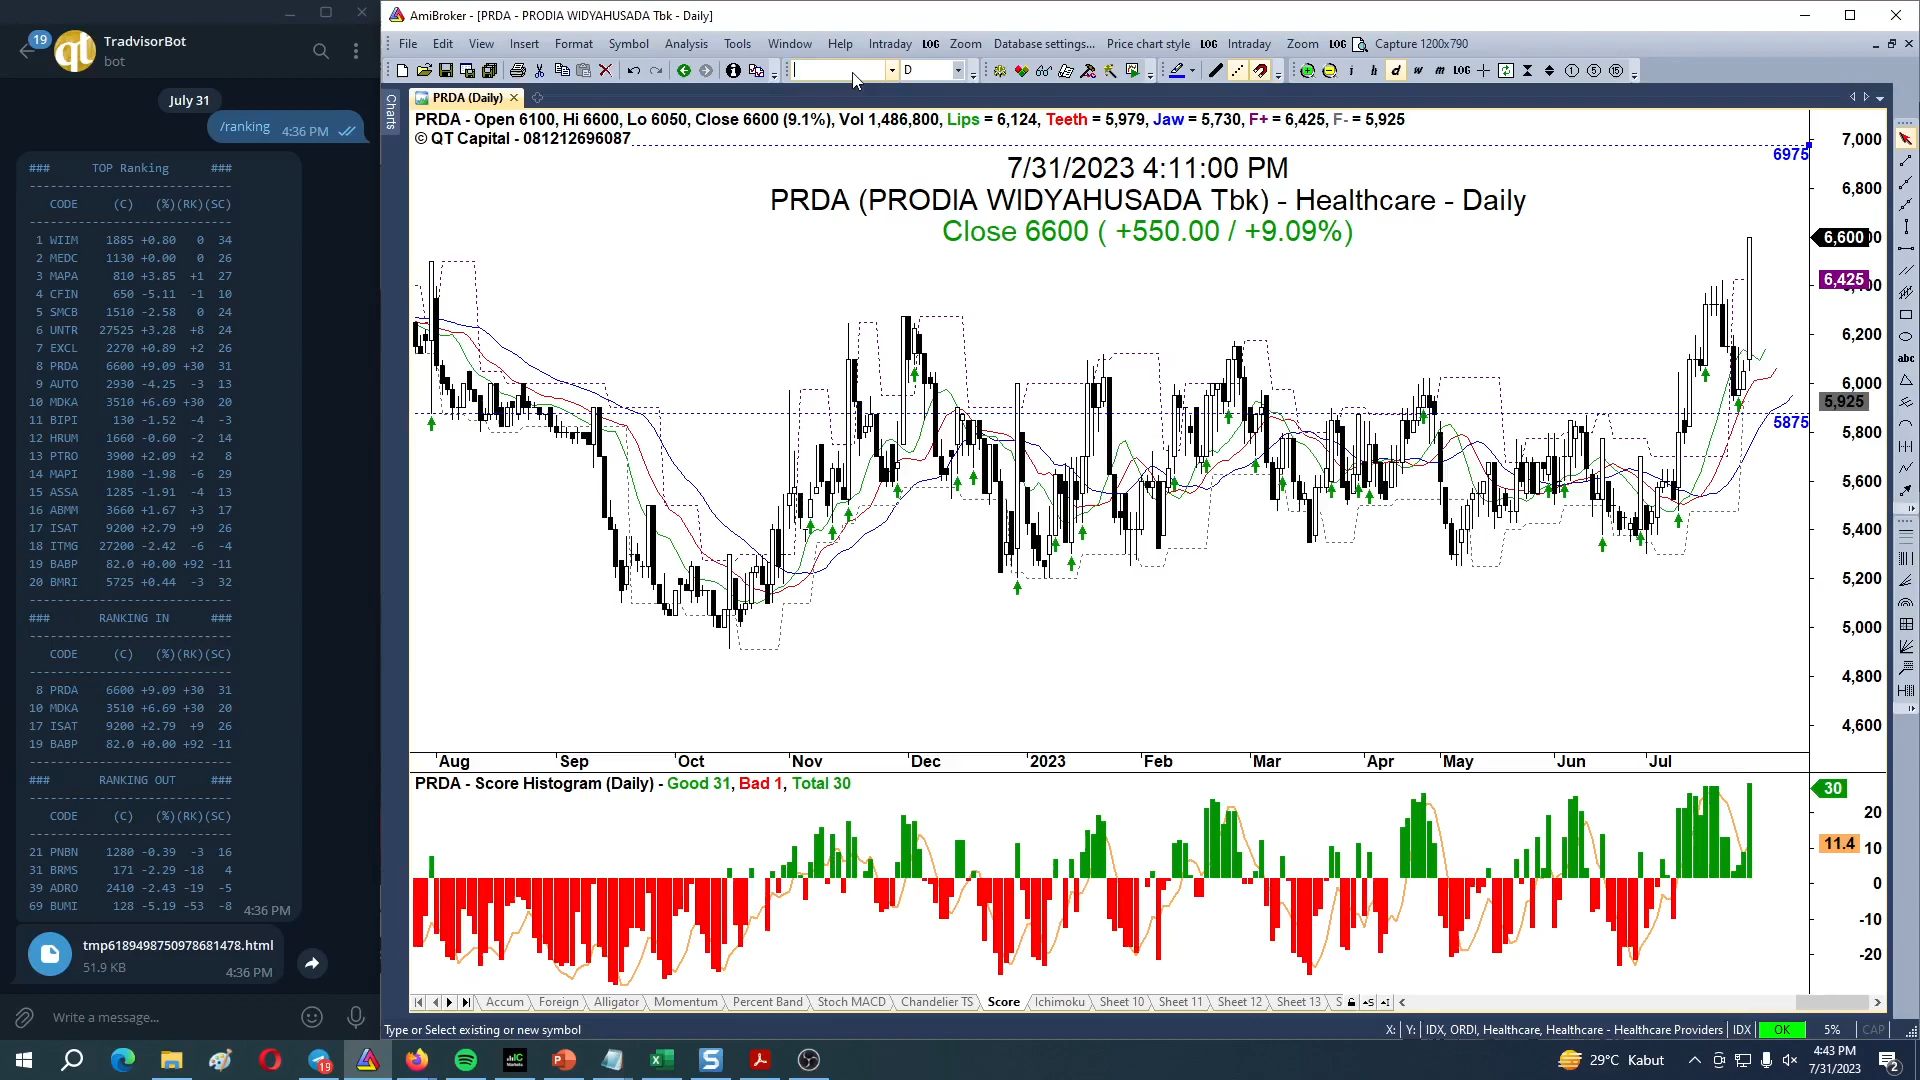 19
TradvisorBot
bot
July 31
/ranking 4:36 PM
### TOP Ranking ###
--------------------------------
CODE (C) (%)(RK)(SC)
--------------------------------
1 WIIM 1885 +0.80 0 34
2 MEDC 1130 +0.00 0 26
3 MAPA 810 +3.85 +1 27
4 CFIN 650 -5.11 -1 10
5 SMCB 1510 -2.58 0 24
6 UNTR 27525 +3.28 +8 24
7 EXCL 2270 +0.89 +2 26
8 PRDA 6600 +9.09 +30 31
9 AUTO 2930 -4.25 -3 13
10 MDKA 3510 +6.69 +30 20
11 BIPI 130 -1.52 -4 -3
12 HRUM 1660 -0.60 -2 14
13 PTRO 3900 +2.09 +2 8
14 MAPI 1980 -1.98 -6 29
15 ASSA 1285 -1.91 -4 13
16 ABMM 3660 +1.67 +3 17
17 ISAT 9200 +2.79 +9 26
18 ITMG 27200 -2.42 -6 -4
19 BABP 82.0 +0.00 +92 -11
20 BMRI 5725 +0.44 -3 32
--------------------------------
### RANKING IN ###
--------------------------------
CODE (C) (%)(RK)(SC)
--------------------------------
8 PRDA 6600 +9.09 +30 31
10 MDKA 3510 +6.69 +30 20
17 ISAT 9200 +2.79 +9 26
19 BABP 82.0 +0.00 +92 -11
--------------------------------
### RANKING OUT ###
--------------------------------
CODE (C) (%)(RK)(SC)
--------------------------------
21 PNBN 1280 -0.39 -3 16
31 BRMS 171 -2.29 -18 4
39 ADRO 2410 -2.43 -19 -5
69 BUMI 128 -5.19 -53 -8 4:36 PM
tmp6189498750978681478.html
51.9 KB 4:36 PM
Write a message...
AmiBroker - [PRDA - PRODIA WIDYAHUSADA Tbk - Daily]
File Edit View Insert Format Symbol Analysis Tools Window Help Intraday LOG Zoom Database settings... Price chart style LOG Intraday Zoom LOG Capture 1200x790
D
i h d w m LOG 1 5 15
Charts
PRDA (Daily)
PRDA - Open 6100, Hi 6600, Lo 6050, Close 6600 (9.1%), Vol 1,486,800, Lips = 6,124, Teeth = 5,979, Jaw = 5,730, F+ = 6,425, F- = 5,925
© QT Capital - 081212696087
7/31/2023 4:11:00 PM
PRDA (PRODIA WIDYAHUSADA Tbk) - Healthcare - Daily
Close 6600 ( +550.00 / +9.09%)
7,000
6975
6,800
6,600
6,425
6,200
6,000
5,925
5875
5,800
5,600
5,400
5,200
5,000
4,800
4,600
abc
Aug Sep Oct Nov Dec 2023 Feb Mar Apr May Jun Jul
PRDA - Score Histogram (Daily) - Good 31, Bad 1, Total 30
30
20
11.4
10
0
-10
-20
Accum Foreign Alligator Momentum Percent Band Stoch MACD Chandelier TS Score Ichimoku Sheet 10 Sheet 11 Sheet 12 Sheet 13 S
Type or Select existing or new symbol
X: Y: IDX, ORDI, Healthcare, Healthcare - Healthcare Providers IDX OK 5% CAP
19
29°C Kabut
4:43 PM
7/31/2023
2